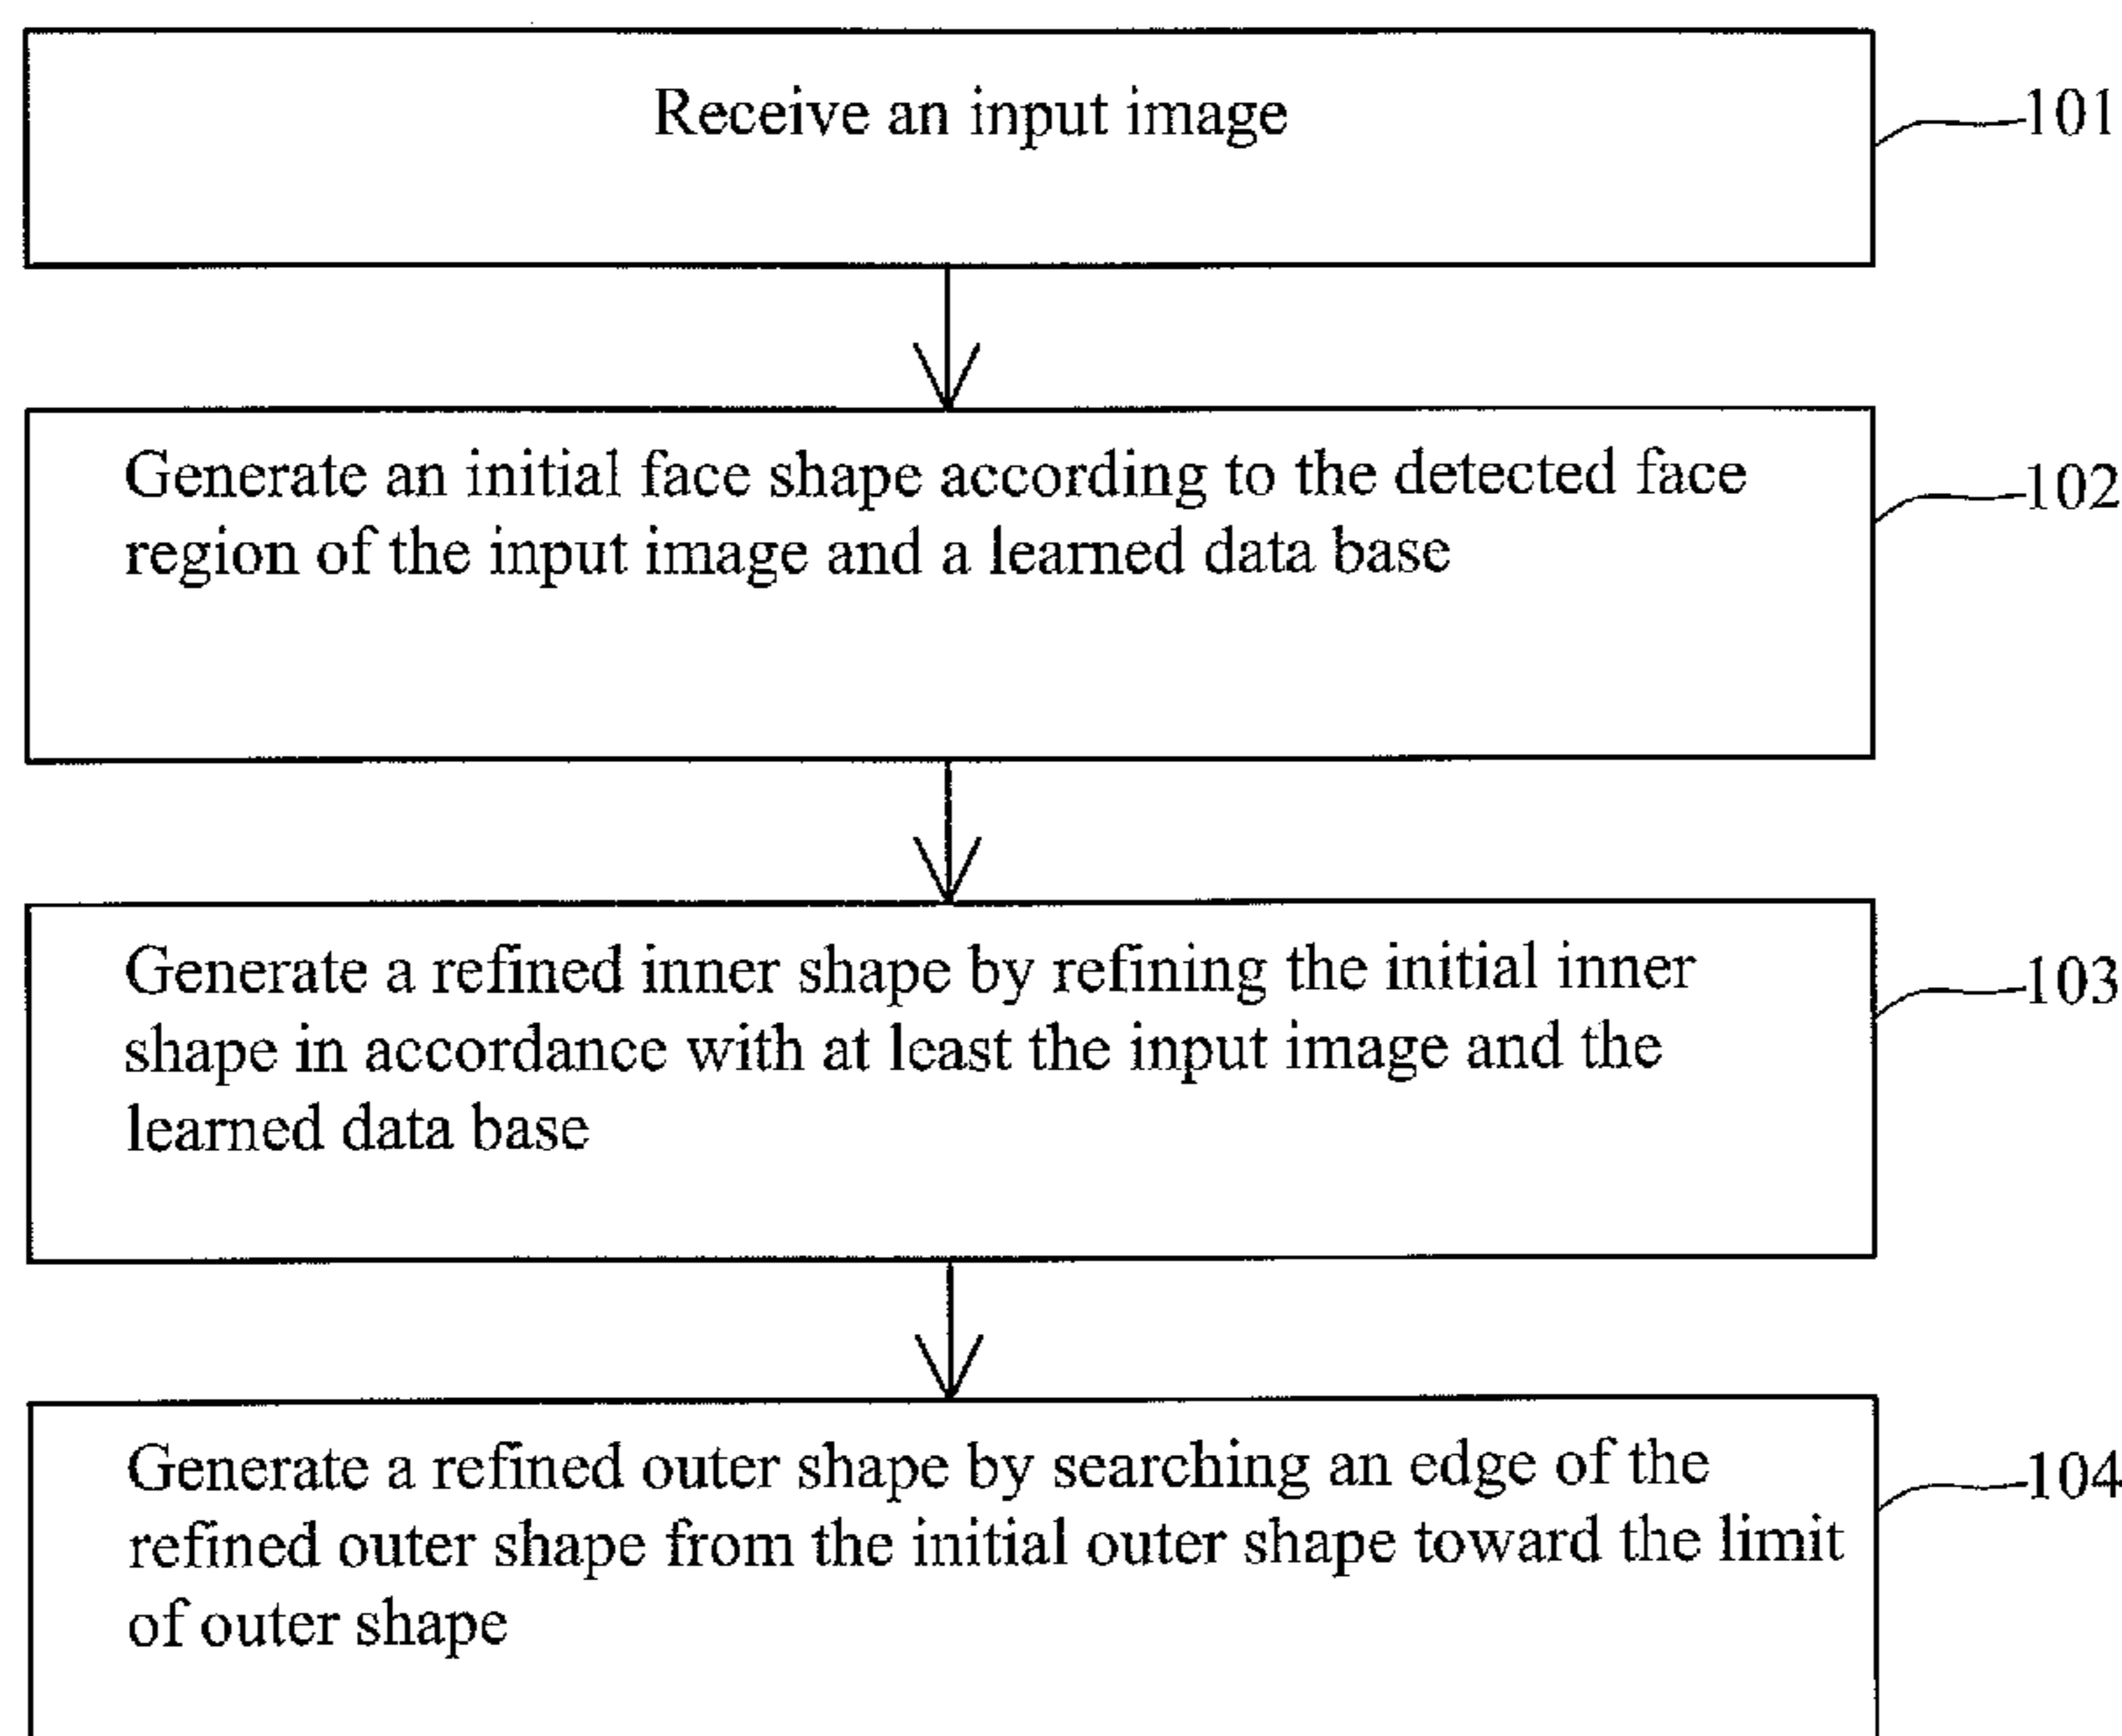 Receive an input image
101
Generate an initial face shape according to the detected face
region of the input image and a learned data base
102
Generate a refined inner shape by refining the initial inner
shape in accordance with at least the input image and the
learned data base
103
Generate a refined outer shape by searching an edge of the
refined outer shape from the initial outer shape toward the limit
of outer shape
104